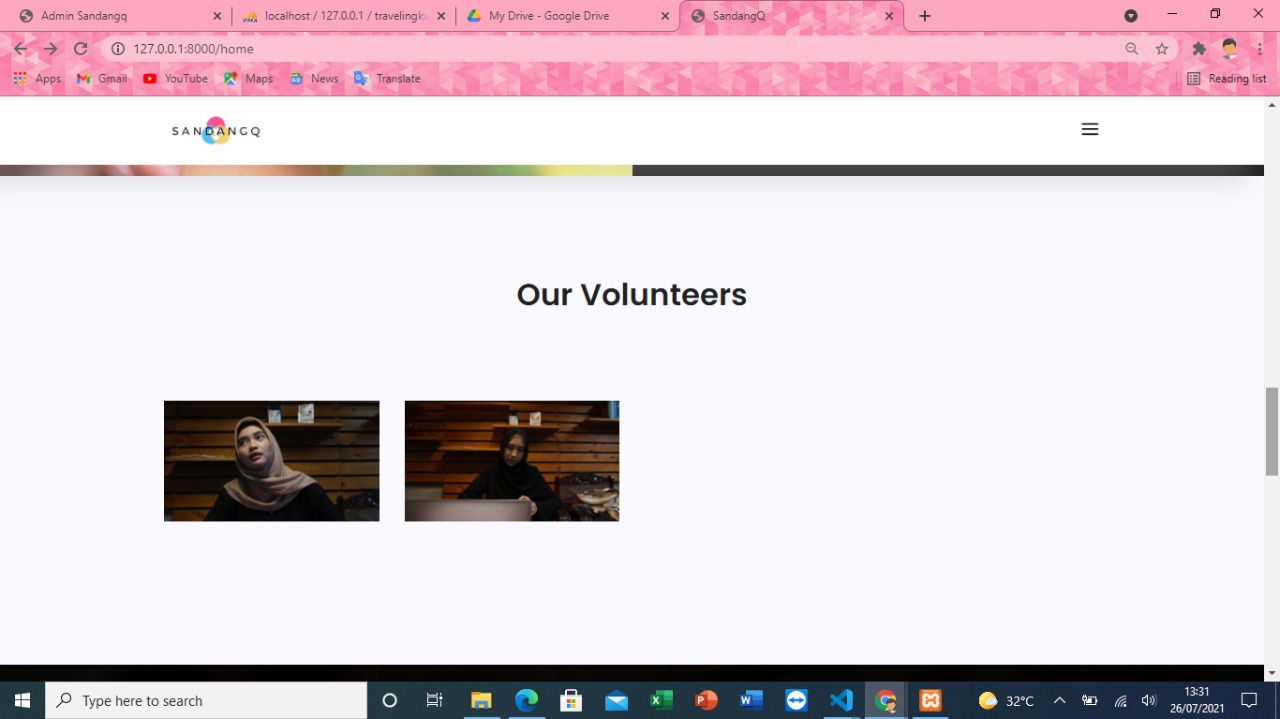 Admin Sandangq
localhost / 127.0.0.1 / travelingku
My Drive - Google Drive
SandangQ
127.0.0.1:8000/home
Apps
Gmail
YouTube
Maps
News
Translate
Reading list
SANDANGQ
Our Volunteers
Type here to search
32°C
13:31
26/07/2021